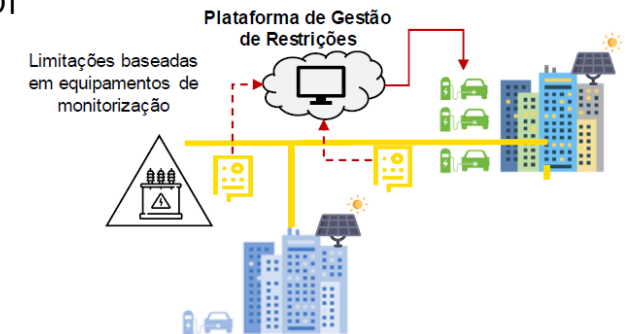 Plataforma de Gestão
de Restrições
Limitações baseadas
em equipamentos de
monitorização